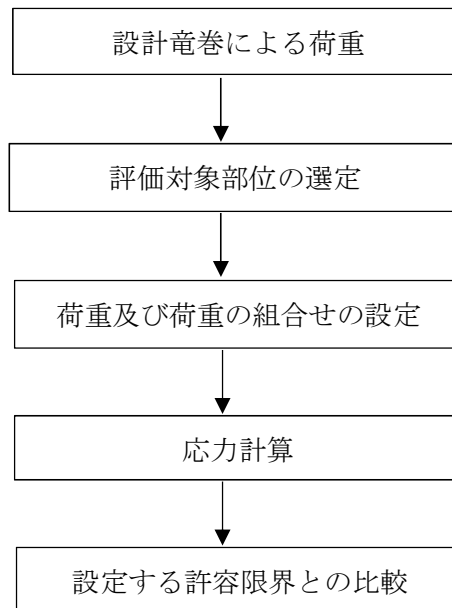 設計竜巻による荷重
評価対象部位の選定
荷重及び荷重の組合せの設定
応力計算
設定する許容限界との比較